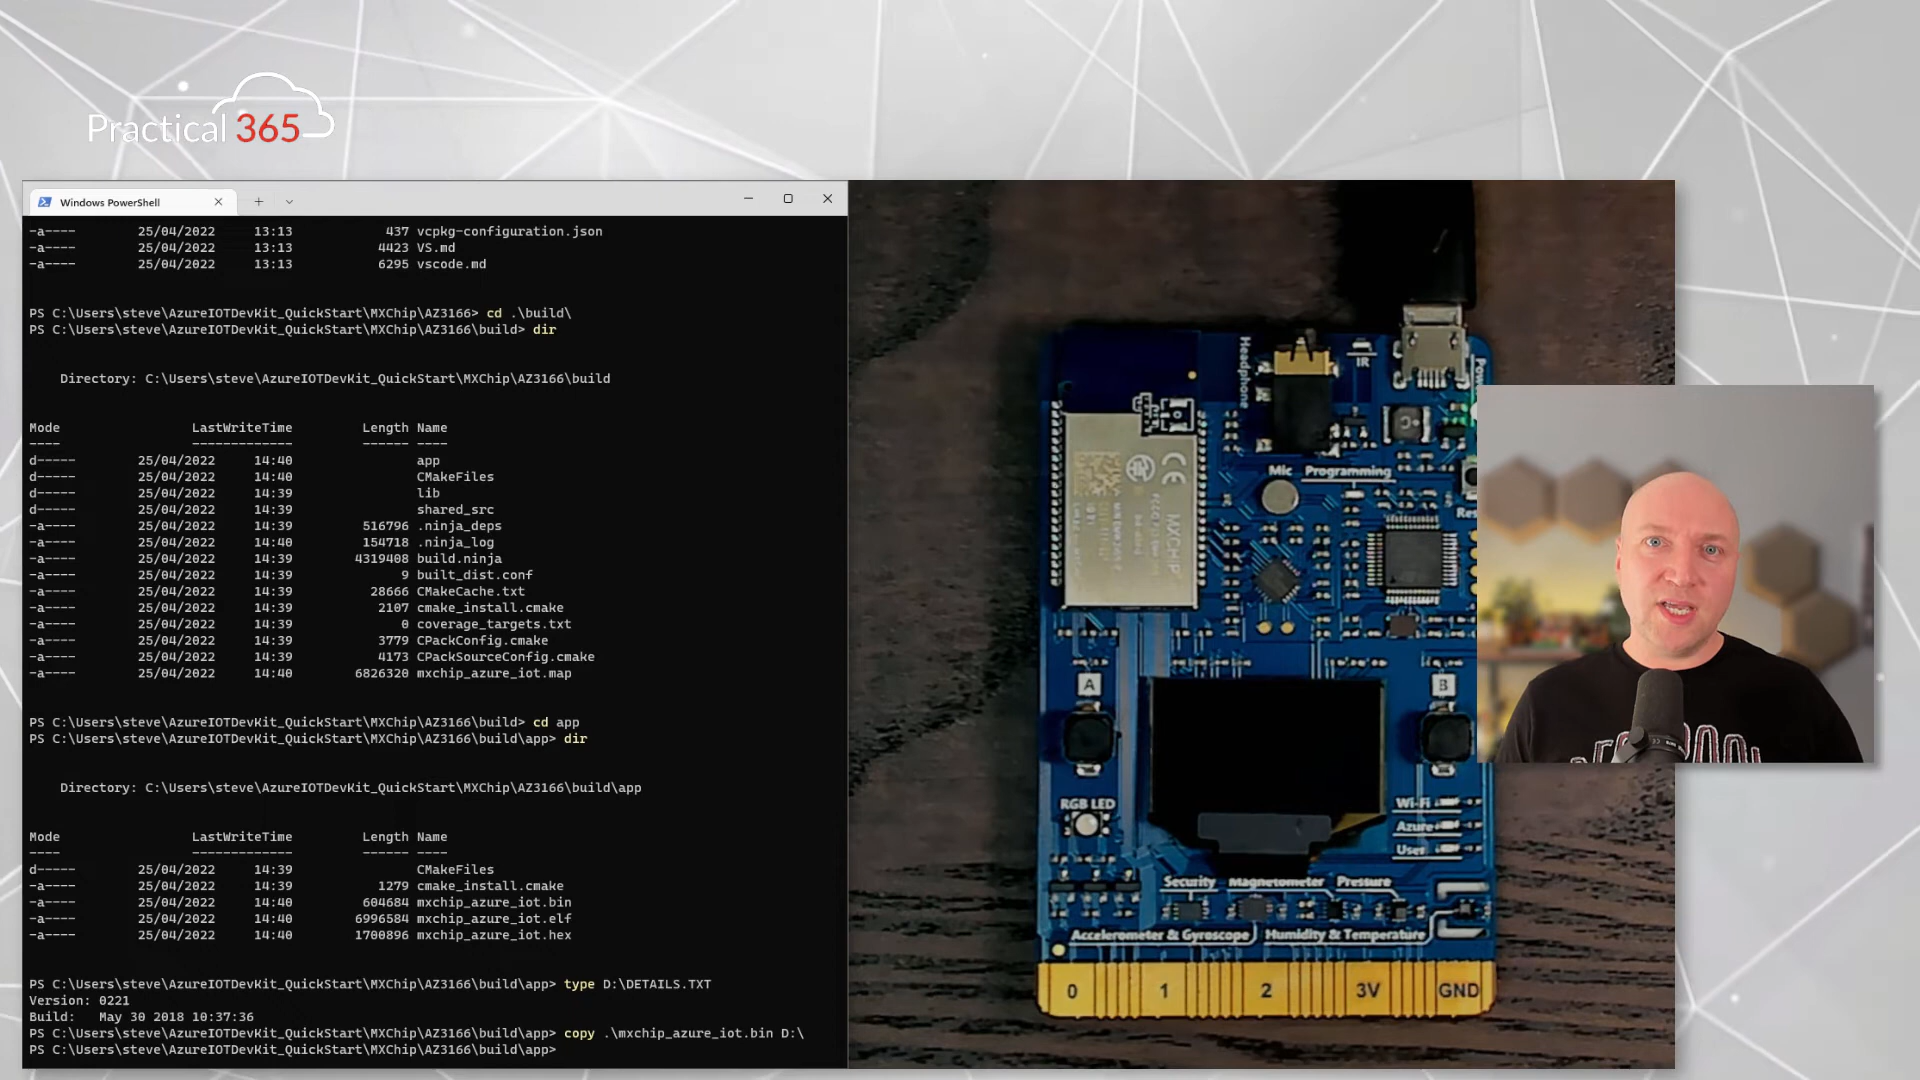 Practical 365
Windows PowerShell
-a---- 25/04/2022 13:13 437 vcpkg-configuration.json
-a---- 25/04/2022 13:13 4423 VS.md
-a---- 25/04/2022 13:13 6295 vscode.md
PS C:\Users\steve\AzureIOTDevKit_QuickStart\MXChip\AZ3166> cd .\build\
PS C:\Users\steve\AzureIOTDevKit_QuickStart\MXChip\AZ3166\build> dir
Directory: C:\Users\steve\AzureIOTDevKit_QuickStart\MXChip\AZ3166\build
Mode LastWriteTime Length Name
---- ------------- ------ ----
d----- 25/04/2022 14:40 app
d----- 25/04/2022 14:40 CMakeFiles
d----- 25/04/2022 14:39 lib
d----- 25/04/2022 14:39 shared_src
-a---- 25/04/2022 14:39 516796 .ninja_deps
-a---- 25/04/2022 14:40 154718 .ninja_log
-a---- 25/04/2022 14:39 4319408 build.ninja
-a---- 25/04/2022 14:39 9 built_dist.conf
-a---- 25/04/2022 14:39 28666 CMakeCache.txt
-a---- 25/04/2022 14:39 2107 cmake_install.cmake
-a---- 25/04/2022 14:39 0 coverage_targets.txt
-a---- 25/04/2022 14:39 3779 CPackConfig.cmake
-a---- 25/04/2022 14:39 4173 CPackSourceConfig.cmake
-a---- 25/04/2022 14:40 6826320 mxchip_azure_iot.map
PS C:\Users\steve\AzureIOTDevKit_QuickStart\MXChip\AZ3166\build> cd app
PS C:\Users\steve\AzureIOTDevKit_QuickStart\MXChip\AZ3166\build\app> dir
Directory: C:\Users\steve\AzureIOTDevKit_QuickStart\MXChip\AZ3166\build\app
Mode LastWriteTime Length Name
---- ------------- ------ ----
d----- 25/04/2022 14:39 CMakeFiles
-a---- 25/04/2022 14:39 1279 cmake_install.cmake
-a---- 25/04/2022 14:40 604684 mxchip_azure_iot.bin
-a---- 25/04/2022 14:40 6996584 mxchip_azure_iot.elf
-a---- 25/04/2022 14:40 1700896 mxchip_azure_iot.hex
PS C:\Users\steve\AzureIOTDevKit_QuickStart\MXChip\AZ3166\build\app> type D:\DETAILS.TXT
Version: 0221
Build: May 30 2018 10:37:36
PS C:\Users\steve\AzureIOTDevKit_QuickStart\MXChip\AZ3166\build\app> copy .\mxchip_azure_iot.bin D:\
PS C:\Users\steve\AzureIOTDevKit_QuickStart\MXChip\AZ3166\build\app>
Headphone
IR
Mic Programming
MXCHIP
CE
A
B
RGB LED
Wi-Fi
Azure
User
Security Magnetometer Pressure
Accelerometer & Gyroscope Humidity & Temperature
0 1 2 3V GND